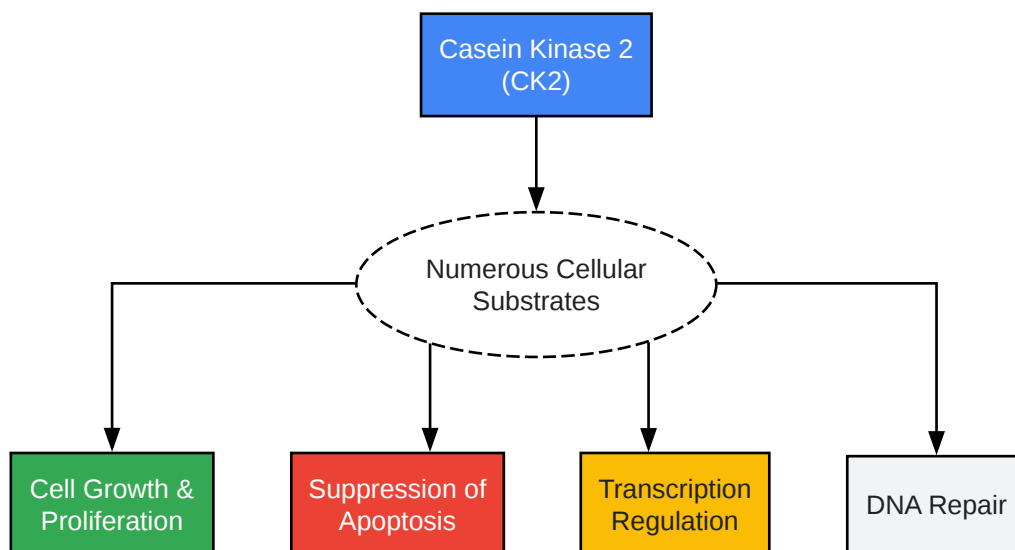 Casein Kinase 2
(CK2)
Numerous Cellular
Substrates
Cell Growth &
Proliferation
Suppression of
Apoptosis
Transcription
Regulation
DNA Repair